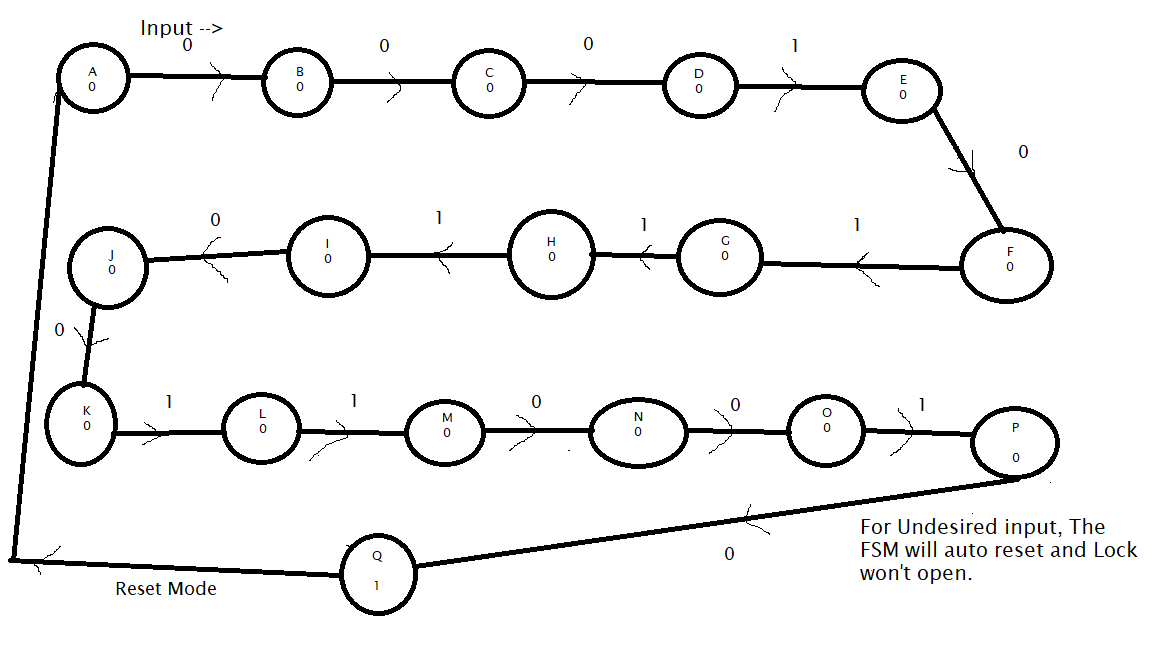 Input -->
0 0 0 1
A B C D E
0 0 0 0 0
0
0 1 1 1
J I H G F
0 0 0 0 0
0
1 1 0 0 1
K L M N O P
0 0 0 0 0 0
For Undesired input, The
FSM will auto reset and Lock
won't open.
0
Q
1
Reset Mode